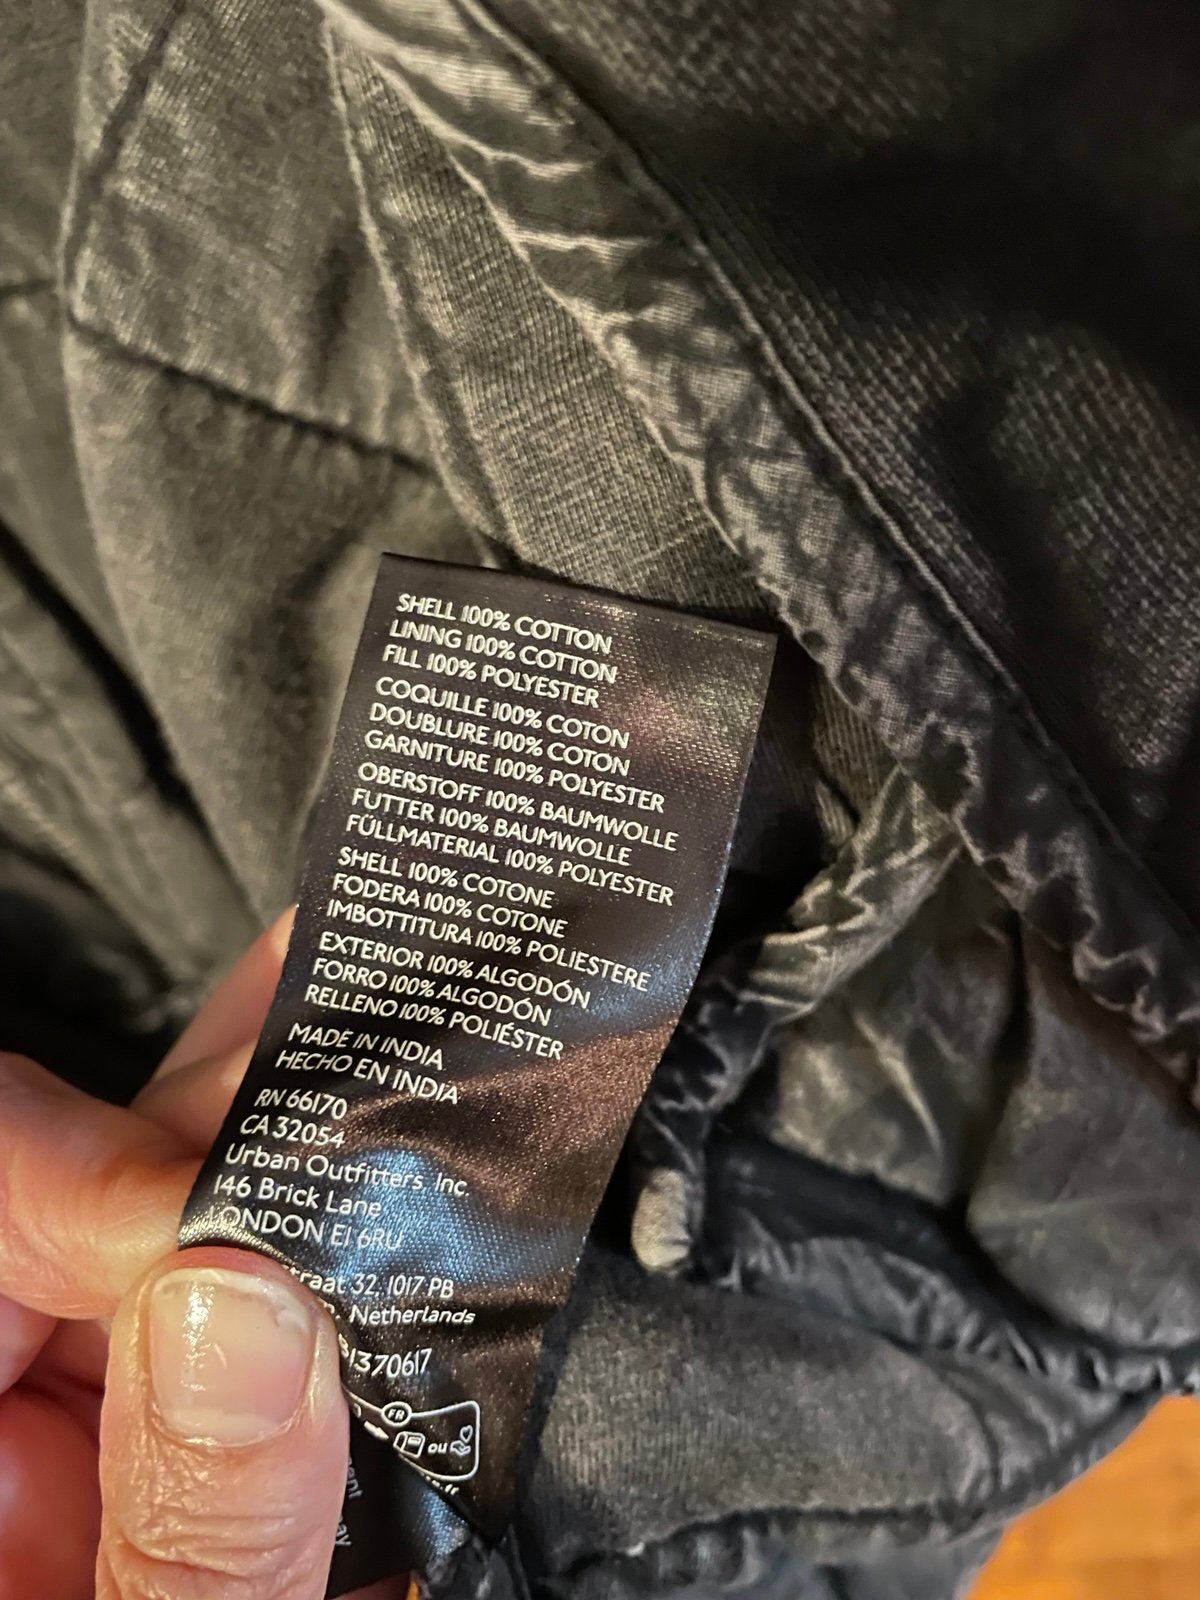 SHELL 100% COTTON
LINING 100% COTTON
FILL 100% POLYESTER
COQUILLE 100% COTON
DOUBLURE 100% COTON
GARNITURE 100% POLYESTER
OBERSTOFF 100% BAUMWOLLE
FUTTER 100% BAUMWOLLE
FÜLLMATERIAL 100% POLYESTER
SHELL 100% COTONE
FODERA 100% COTONE
IMBOTTITURA 100% POLIESTERE
EXTERIOR 100% ALGODÓN
FORRO 100% ALGODÓN
RELLENO 100% POLIÉSTER
MADE IN INDIA
HECHO EN INDIA
RN 66170
CA 32054
Urban Outfitters Inc.
146 Brick Lane
LONDON E1 6RU
32, 1017 PB
Netherlands
1370617
FR
ou